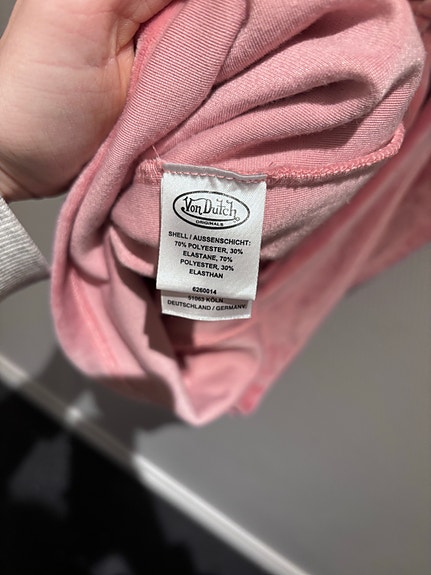 Von Dutch
ORIGINALS
SHELL / AUSSENSCHICHT:
70% POLYESTER, 30%
ELASTANE, 70%
POLYESTER, 30%
ELASTHAN
6260014
51063 KÖLN
DEUTSCHLAND / GERMANY